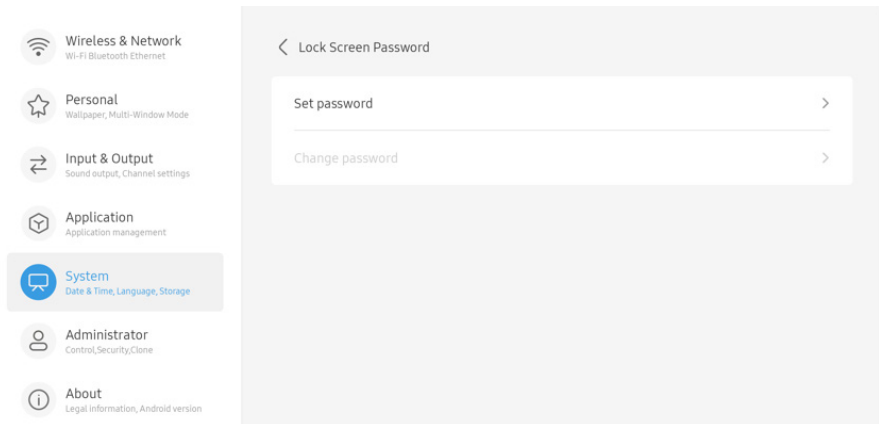 Wireless & Network
Wi-Fi Bluetooth Ethernet
Personal
Wallpaper, Multi-Window Mode
Input & Output
Sound output, Channel settings
Application
Application management
System
Date & Time, Language, Storage
Administrator
Control,Security,Clone
About
Legal information, Android version
Lock Screen Password
Set password
Change password